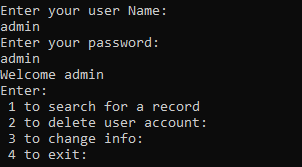 Enter your user Name:
admin
Enter your password:
admin
Welcome admin
Enter:
 1 to search for a record
 2 to delete user account:
 3 to change info:
 4 to exit: